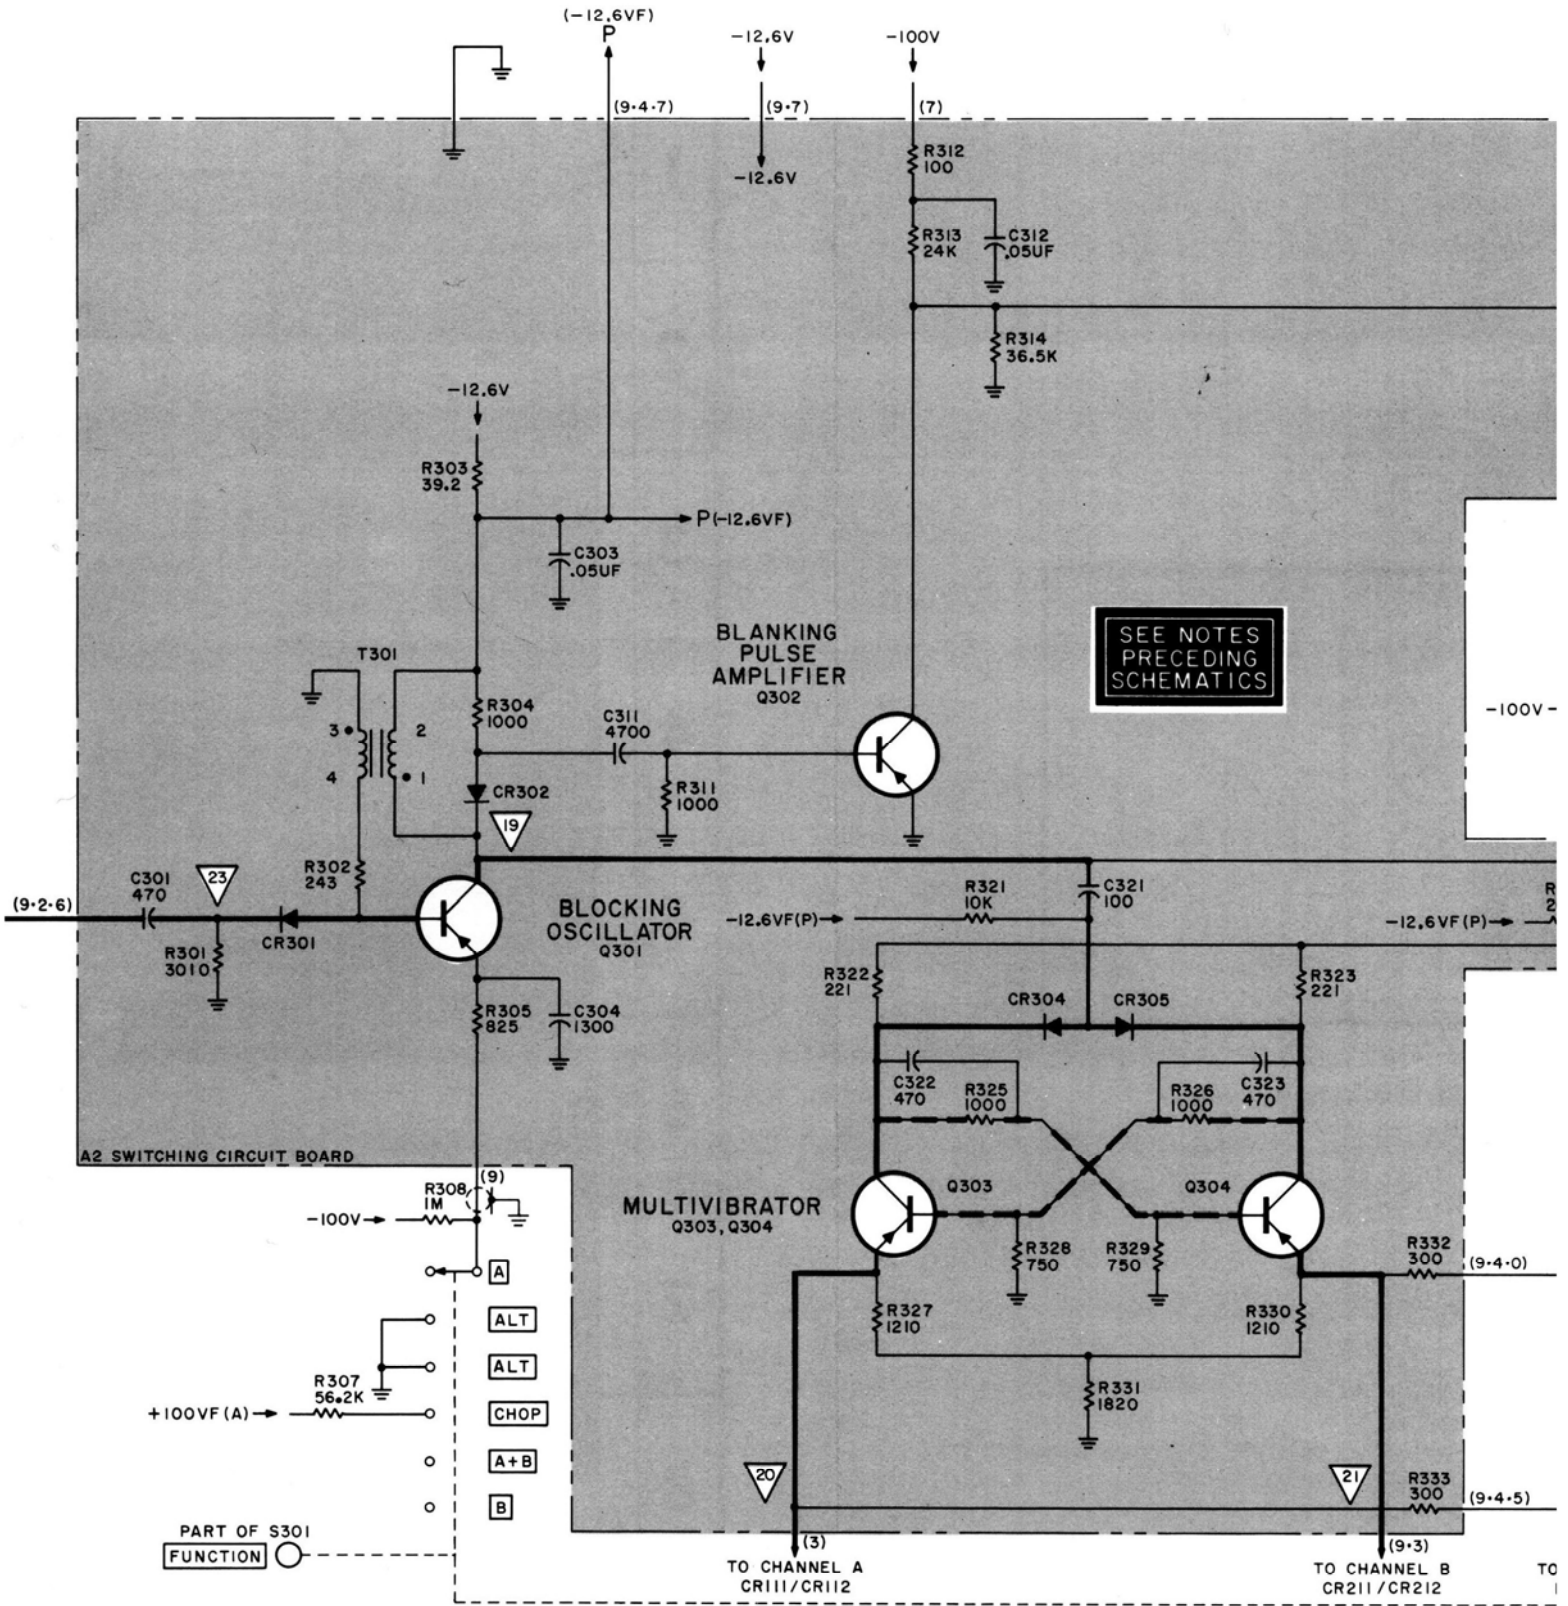 (-12.6VF)
P
-12.6V
-100V
(9·4·7)
(9·7)
(7)
-12.6V
R312
100
R313
24K
C312
.05UF
R314
36.5K
-12.6V
R303
39.2
P(-12.6VF)
C303
.05UF
BLANKING
PULSE
AMPLIFIER
Q302
SEE NOTES
PRECEDING
SCHEMATICS
T301
-100V-
R304
1000
C311
4700
3
2
4
1
CR302
R311
1000
19
R302
243
C301
470
23
(9·2·6)
CR301
R301
3010
BLOCKING
OSCILLATOR
Q301
R321
10K
C321
100
-12.6VF(P)
R
2
-12.6VF(P)
R322
221
R323
221
CR304
CR305
R305
825
C304
1300
C322
470
R325
1000
R326
1000
C323
470
A2 SWITCHING CIRCUIT BOARD
(9)
R308
1M
-100V
MULTIVIBRATOR
Q303, Q304
Q303
Q304
R328
750
R329
750
R332
300
(9·4·0)
A
ALT
ALT
R327
1210
R330
1210
R307
56.2K
+100VF(A)
CHOP
R331
1820
A+B
B
20
21
R333
300
(9·4·5)
PART OF S301
FUNCTION
(3)
(9·3)
TO CHANNEL A
CR111/CR112
TO CHANNEL B
CR211/CR212
TO
1